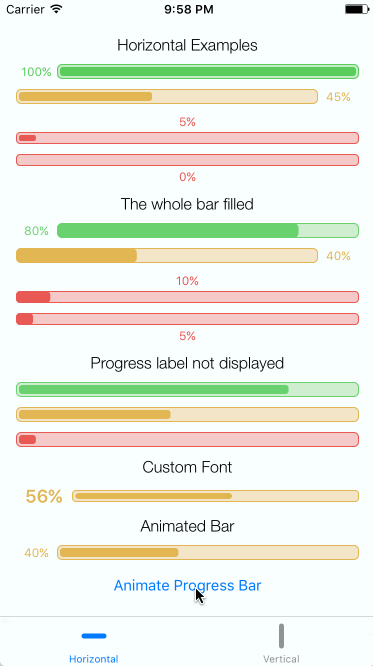 Carrier 9:58 PM
Horizontal Examples
100%
45%
5%
0%
The whole bar filled
80%
40%
10%
5%
Progress label not displayed
Custom Font
56%
Animated Bar
40%
Animate Progress Bar
Horizontal Vertical